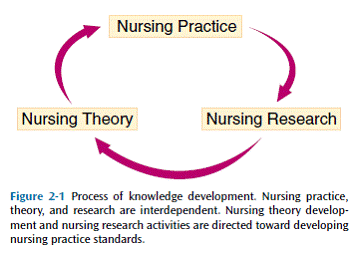 Nursing Practice
Nursing Theory
Nursing Research
Figure 2-1 Process of knowledge development. Nursing practice,
theory, and research are interdependent. Nursing theory develop-
ment and nursing research activities are directed toward developing
nursing practice standards.